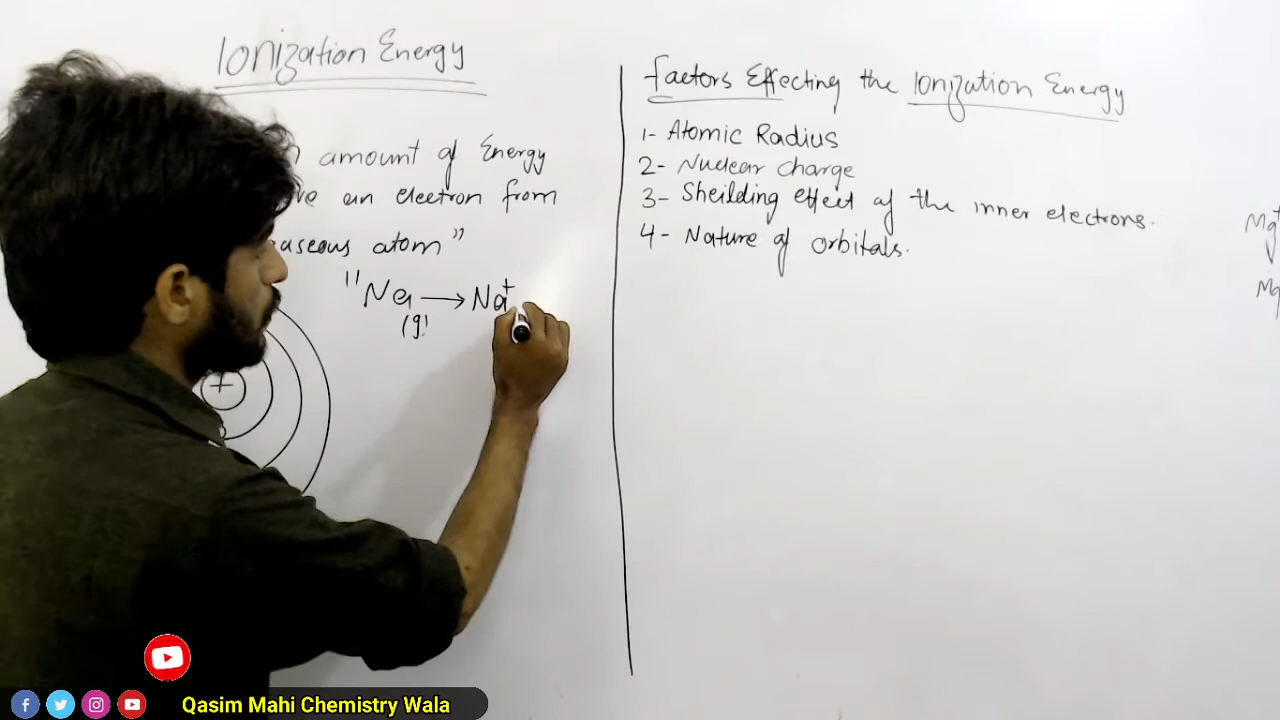 Ionization Energy
amount of Energy
an electron from
aseous atom”
"Na → Na+
(g)
+
Factors Effecting the Ionization Energy
1- Atomic Radius
2- Nuclear charge
3- Sheilding effect of the inner electrons.
4- Nature of orbitals.
Mg+
Mg
Qasim Mahi Chemistry Wala